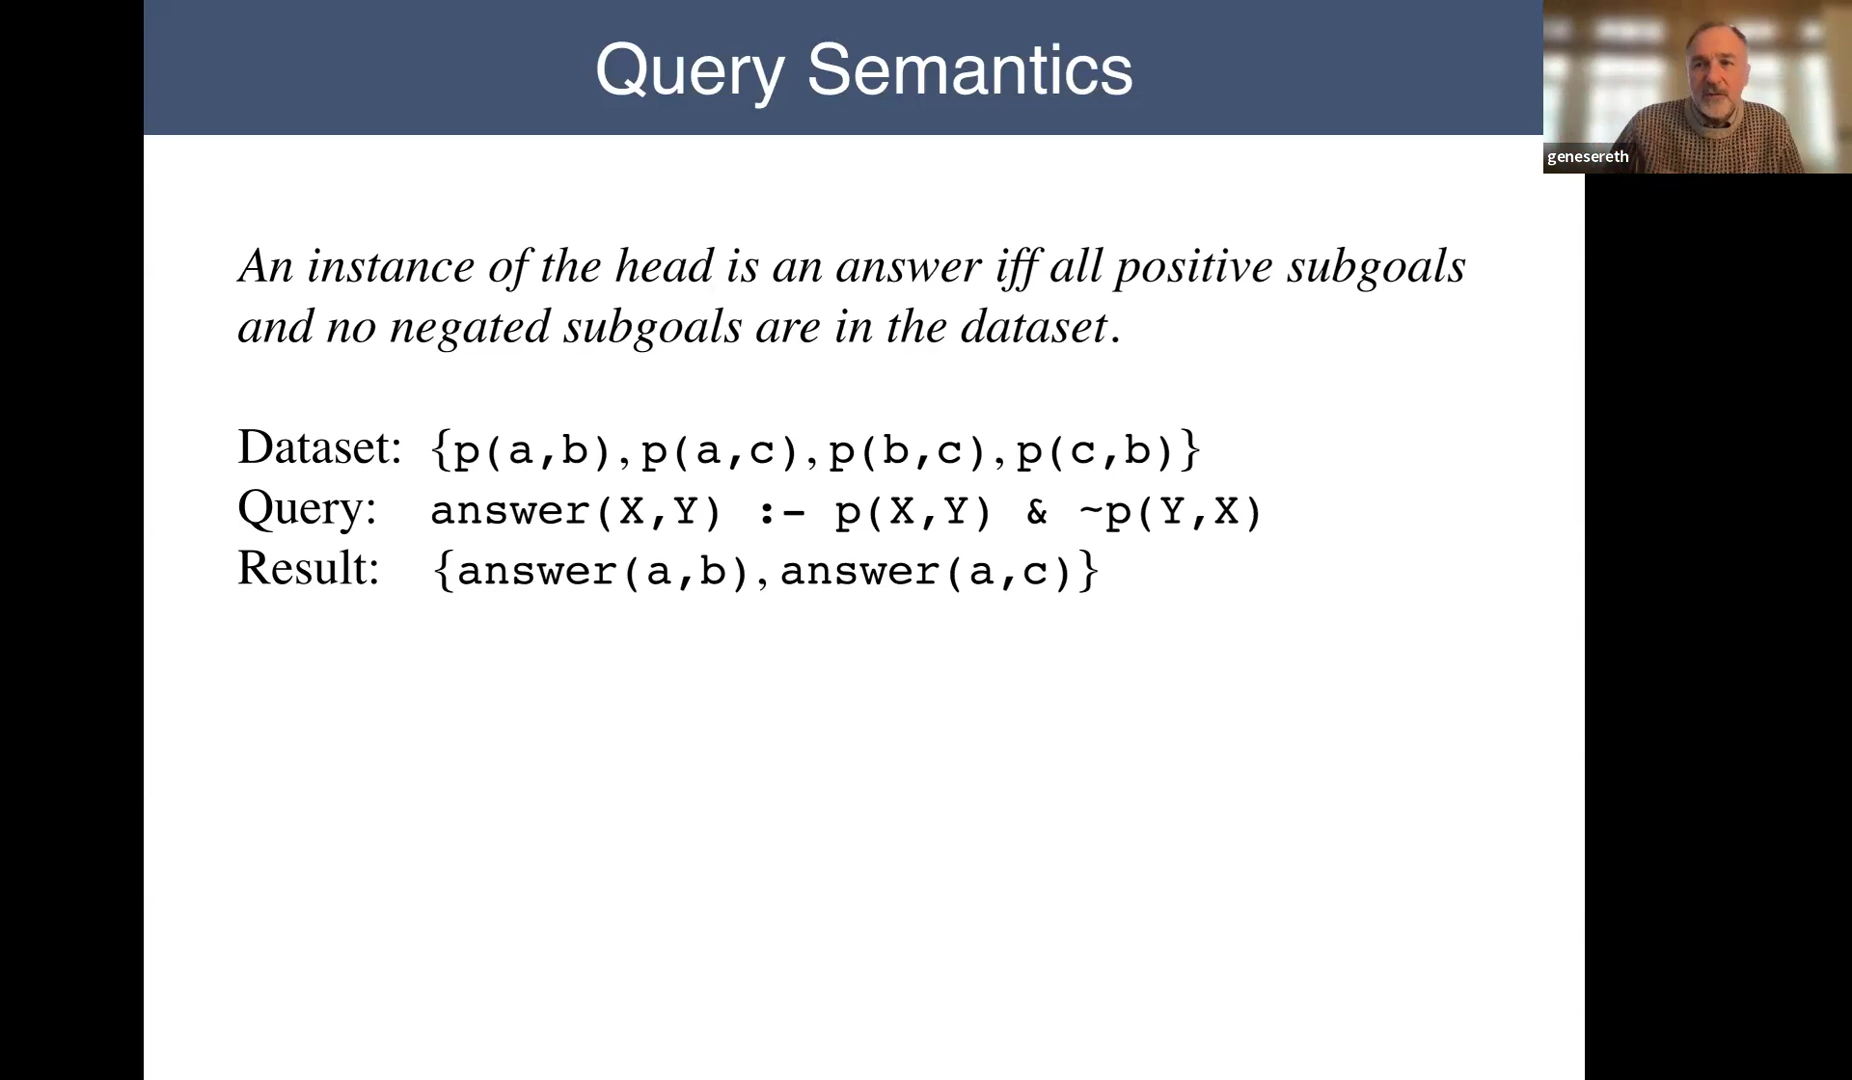 Query Semantics
genesereth
An instance of the head is an answer iff all positive subgoals
and no negated subgoals are in the dataset.
Dataset: {p(a,b),p(a,c),p(b,c),p(c,b)}
Query: answer(X,Y) :- p(X,Y) & ~p(Y,X)
Result: {answer(a,b),answer(a,c)}